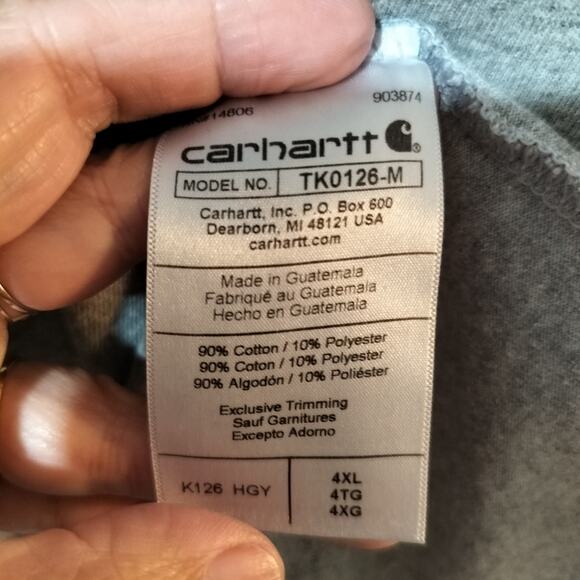 903874
carhartt
MODEL NO. TK0126-M
Carhartt, Inc. P.O. Box 600
Dearborn, MI 48121 USA
carhartt.com
Made in Guatemala
Fabriqué au Guatemala
Hecho en Guatemala
90% Cotton / 10% Polyester
90% Coton / 10% Polyester
90% Algodón / 10% Poliéster
Exclusive Trimming
Sauf Garnitures
Excepto Adorno
K126 HGY
4XL
4TG
4XG